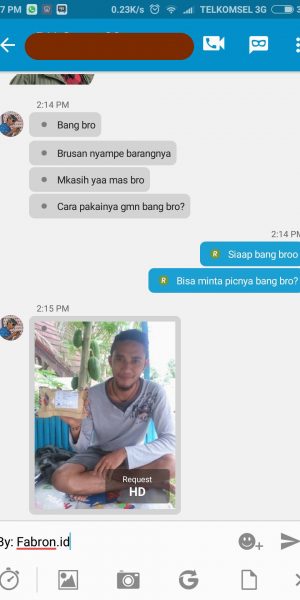 7 PM 0.23K/s TELKOMSEL 3G
2:14 PM
Bang bro
Brusan nyampe barangnya
Mkasih yaa mas bro
Cara pakainya gmn bang bro?
2:14 PM
R Siaap bang broo
R Bisa minta picnya bang bro?
2:15 PM
Request
HD
By: Fabron.id
G